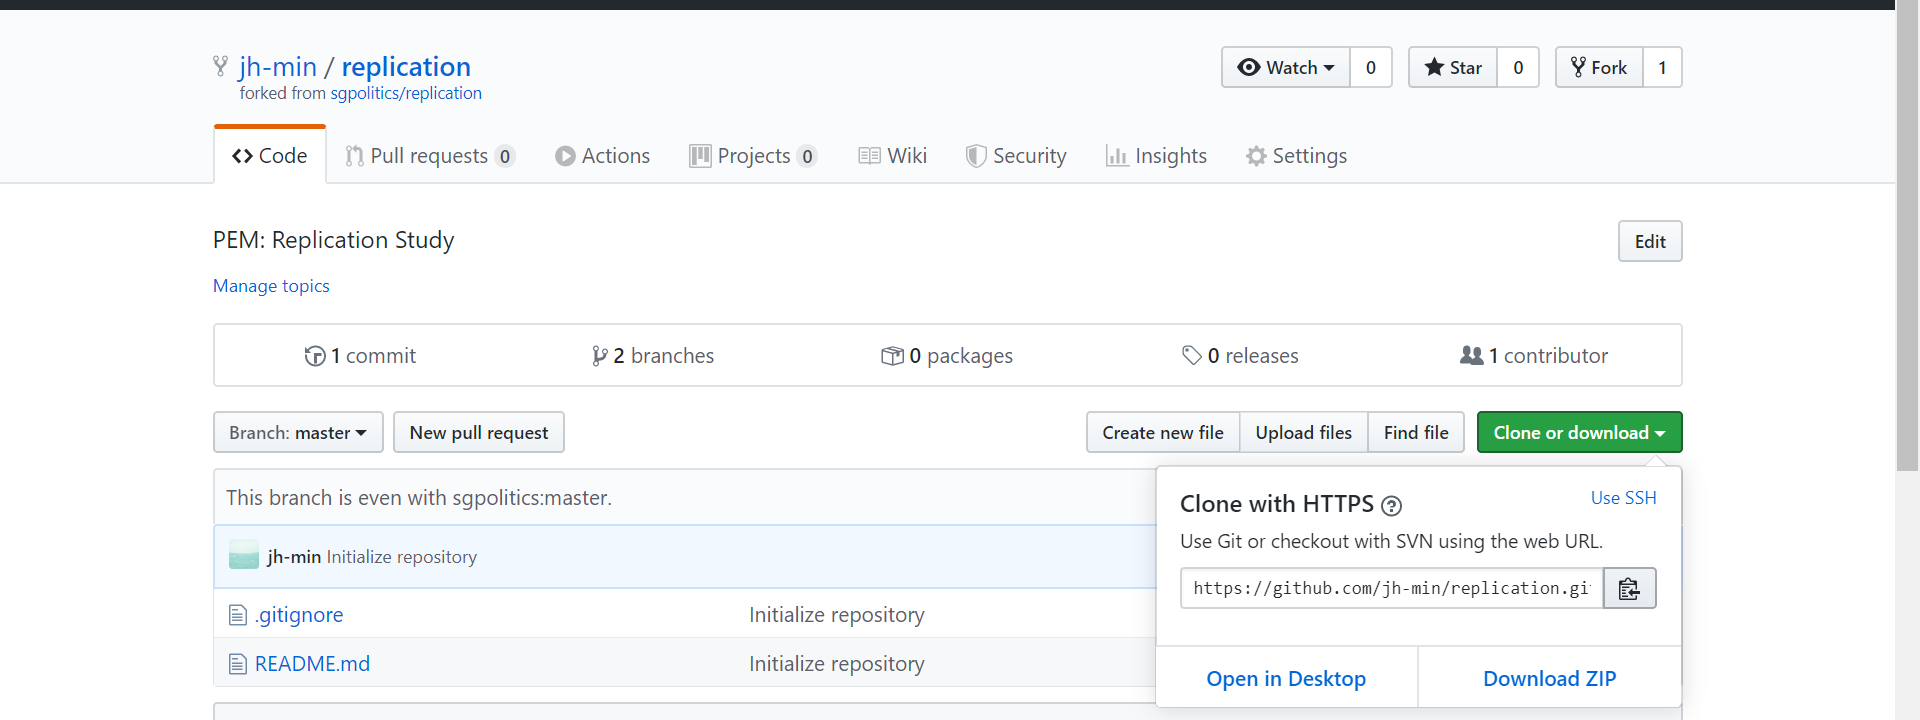 jh-min / replication
forked from sgpolitics/replication
Watch 0 Star 0 Fork 1
Code Pull requests 0 Actions Projects 0 Wiki Security Insights Settings
PEM: Replication Study
Edit
Manage topics
1 commit 2 branches 0 packages 0 releases 1 contributor
Branch: master New pull request Create new file Upload files Find file Clone or download
This branch is even with sgpolitics:master.
jh-min Initialize repository
.gitignore Initialize repository
README.md Initialize repository
Clone with HTTPS ? Use SSH
Use Git or checkout with SVN using the web URL.
https://github.com/jh-min/replication.gi
Open in Desktop Download ZIP